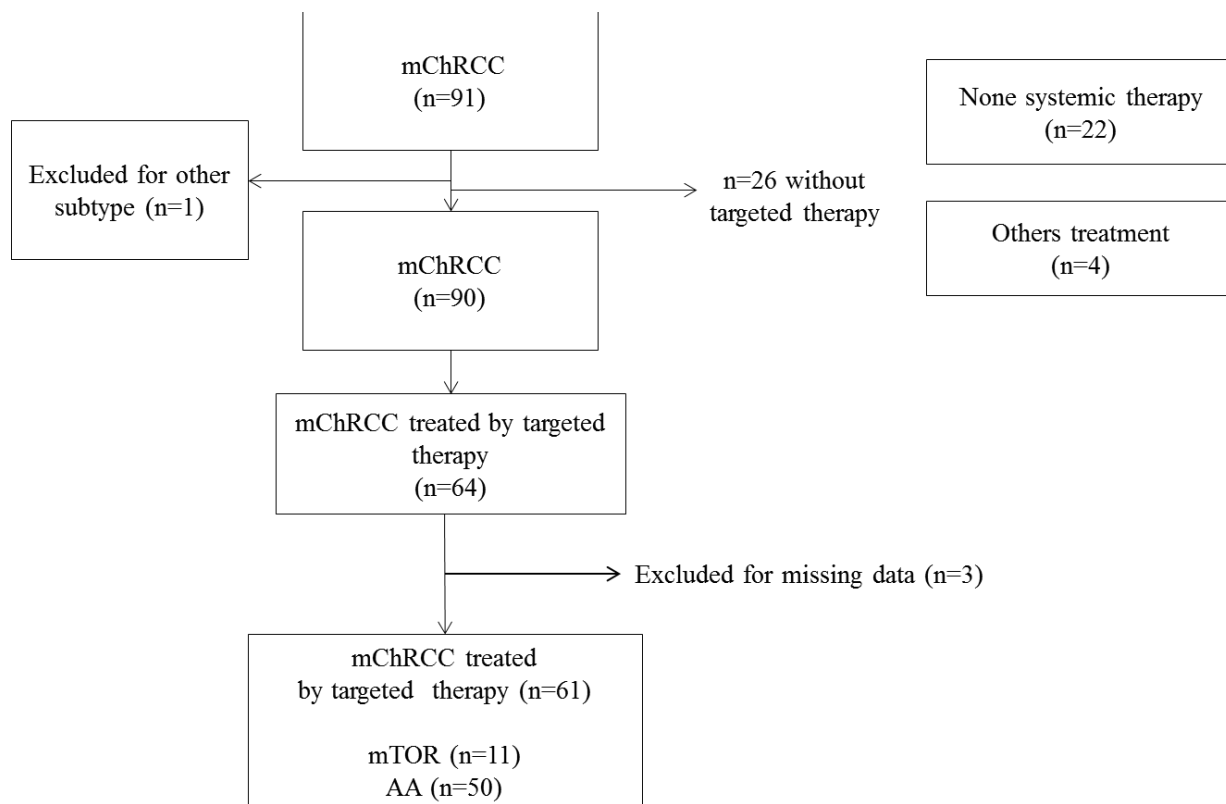 mChRCC
(n=91)
None systemic therapy
(n=22)
Excluded for other
subtype (n=1)
n=26 without
targeted therapy
Others treatment
(n=4)
mChRCC
(n=90)
mChRCC treated by targeted
therapy
(n=64)
Excluded for missing data (n=3)
mChRCC treated
by targeted therapy (n=61)
mTOR (n=11)
AA (n=50)